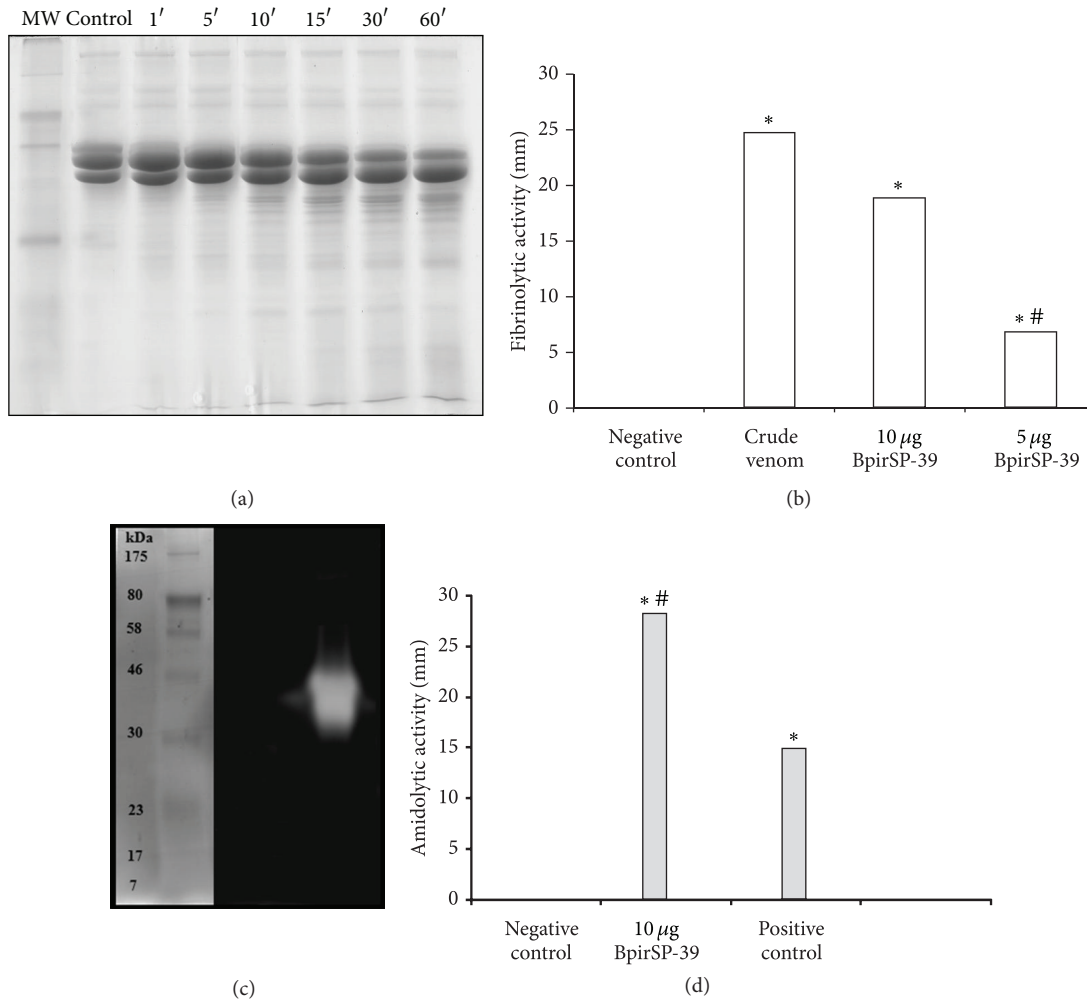 MW Control 1′ 5′ 10′ 15′ 30′ 60′
(a)
Fibrinolytic activity (mm)
30
25
20
15
10
5
0
*
*
* #
Negative control
Crude venom
10 μg BpirSP-39
5 μg BpirSP-39
(b)
kDa
175
80
58
46
30
23
17
7
(c)
Amidolytic activity (mm)
30
25
20
15
10
5
0
* #
*
Negative control
10 μg BpirSP-39
Positive control
(d)